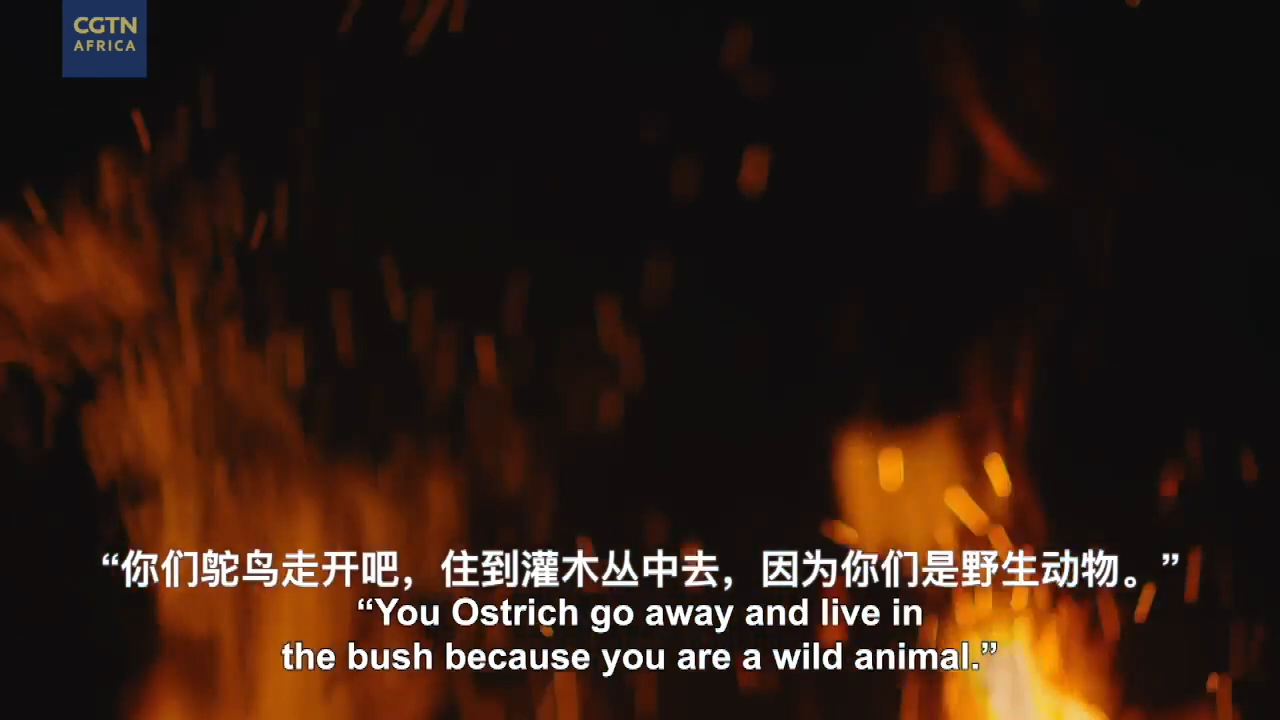 CGTN
AFRICA
“你们鸵鸟走开吧，住到灌木丛中去，因为你们是野生动物。”
“You Ostrich go away and live in
the bush because you are a wild animal.”